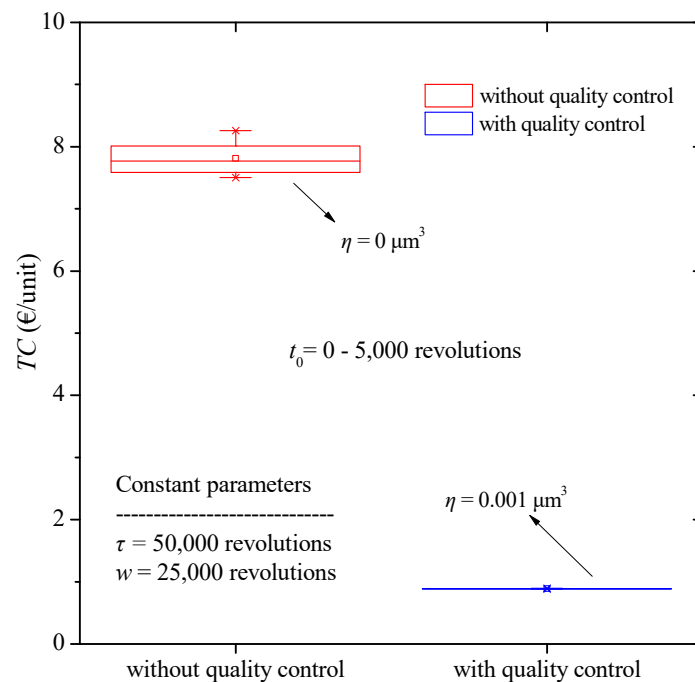 10
8
6
4
2
0
TC (€/unit)
without quality control
with quality control
η = 0 μm³
t₀= 0 - 5,000 revolutions
Constant parameters
-----------------------------
τ = 50,000 revolutions
w = 25,000 revolutions
η = 0.001 μm³
without quality control
with quality control